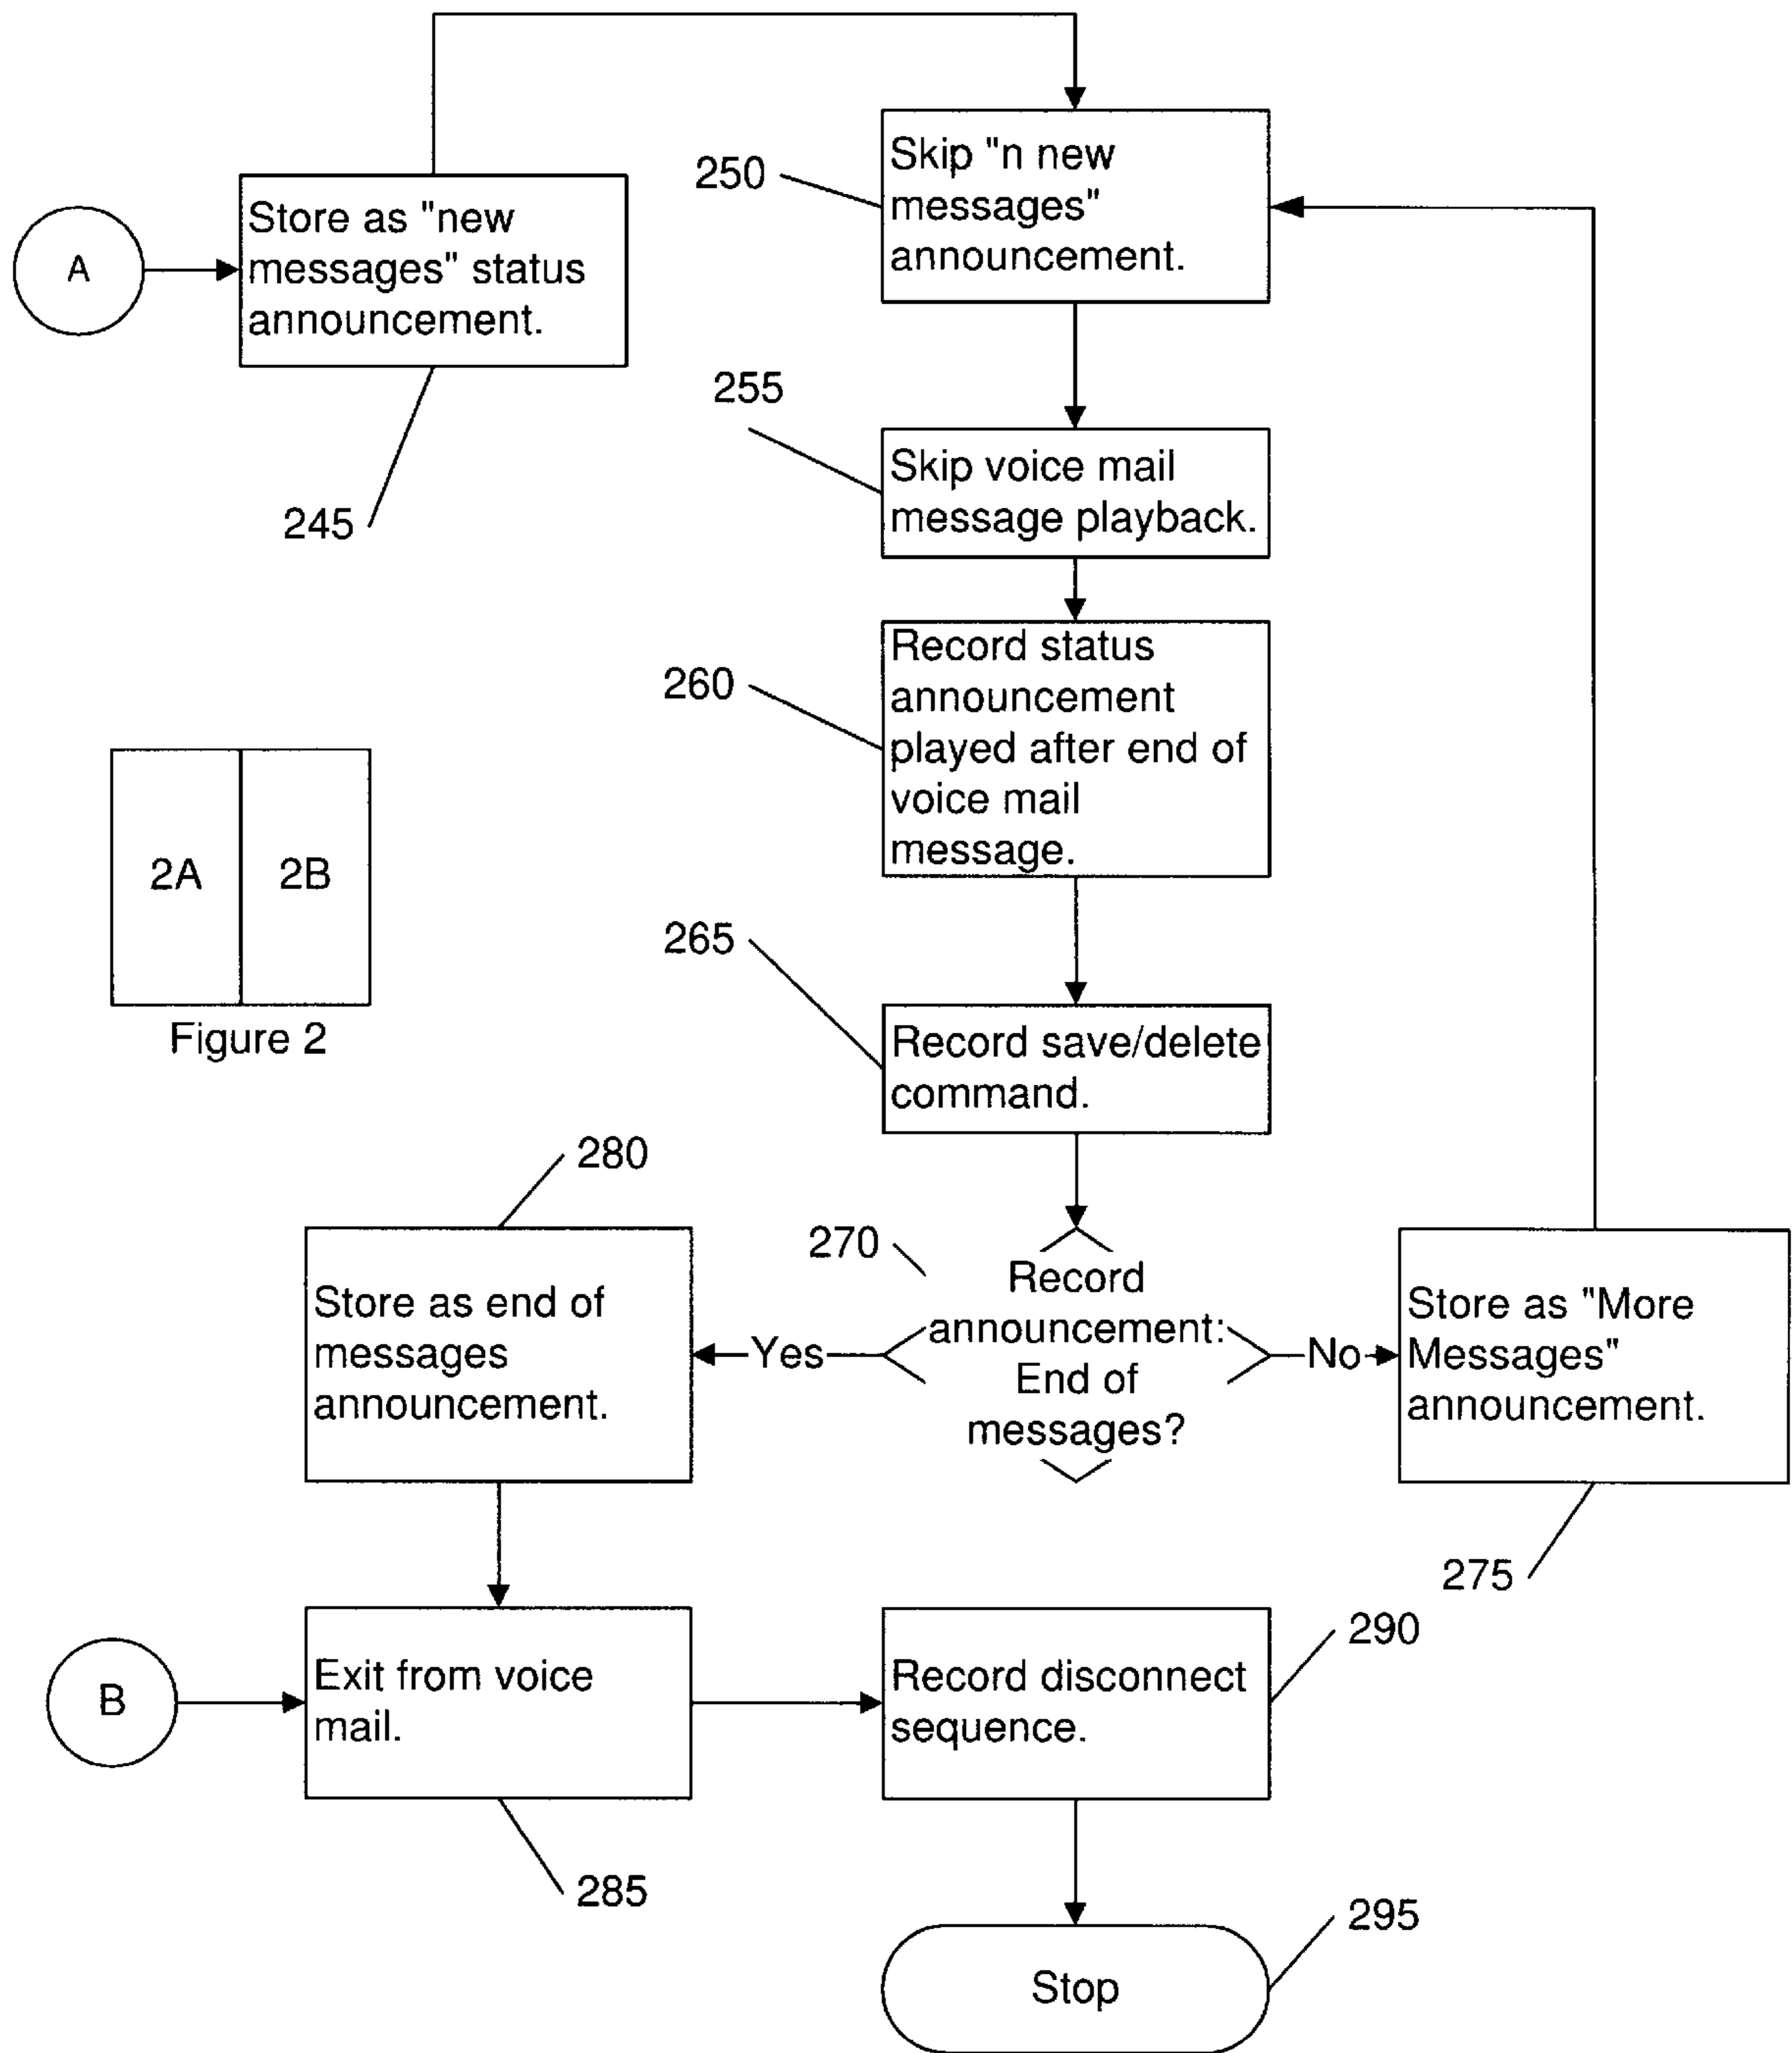 250
Skip "n new
messages"
announcement.
A
Store as "new
messages" status
announcement.
245
255
Skip voice mail
message playback.
260
Record status
announcement
played after end of
voice mail
message.
2A
2B
Figure 2
265
Record save/delete
command.
280
270
Record
announcement:
End of
messages?
Store as end of
messages
announcement.
Yes
No
Store as "More
Messages"
announcement.
275
B
Exit from voice
mail.
285
Record disconnect
sequence.
290
295
Stop